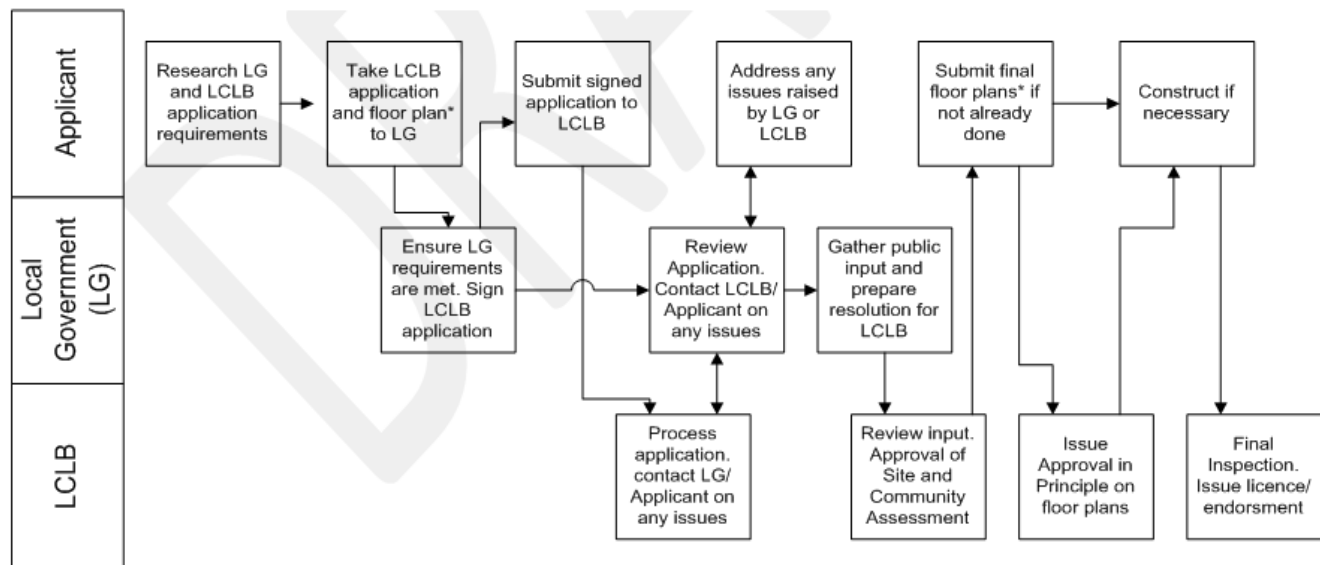 Applicant
Research LG
and LCLB
application
requirements
Take LCLB
application
and floor plan*
to LG
Submit signed
application to
LCLB
Address any
issues raised
by LG or
LCLB
Submit final
floor plans* if
not already
done
Construct if
necessary
Local
Government
(LG)
Ensure LG
requirements
are met. Sign
LCLB
application
Review
Application.
Contact LCLB/
Applicant on
any issues
Gather public
input and
prepare
resolution for
LCLB
LCLB
Process
application.
contact LG/
Applicant on
any issues
Review input.
Approval of
Site and
Community
Assessment
Issue
Approval in
Principle on
floor plans
Final
Inspection.
Issue licence/
endorsment